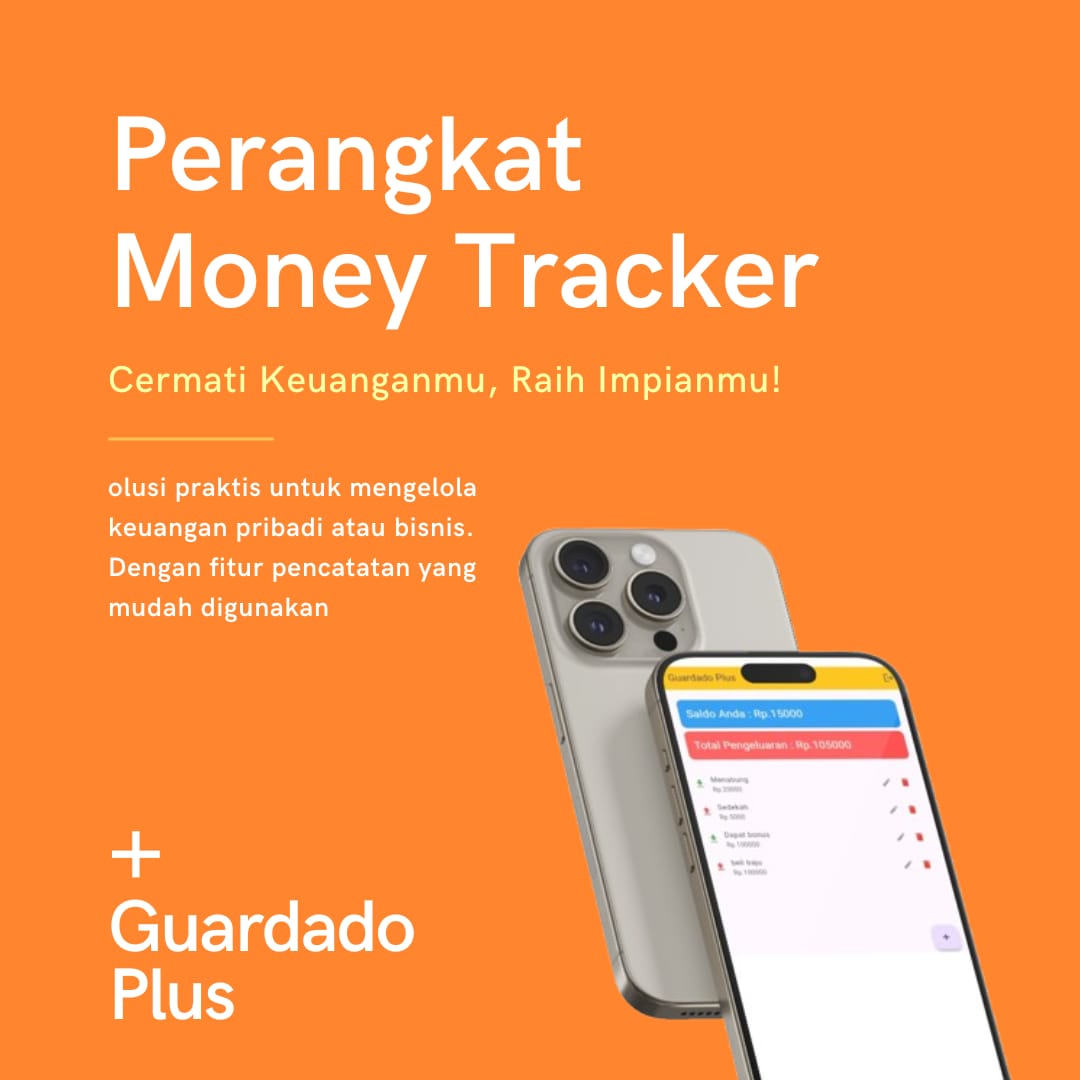 Perangkat
Money Tracker
Cermati Keuanganmu, Raih Impianmu!
olusi praktis untuk mengelola
keuangan pribadi atau bisnis.
Dengan fitur pencatatan yang
mudah digunakan
+
Guardado
Plus
Guardado Plus
Saldo Anda : Rp.15000
Total Pengeluaran : Rp.105000
Menabung
Rp.20000
Sedekah
Rp.5000
Dapat bonus
Rp.100000
beli baju
Rp.100000
+